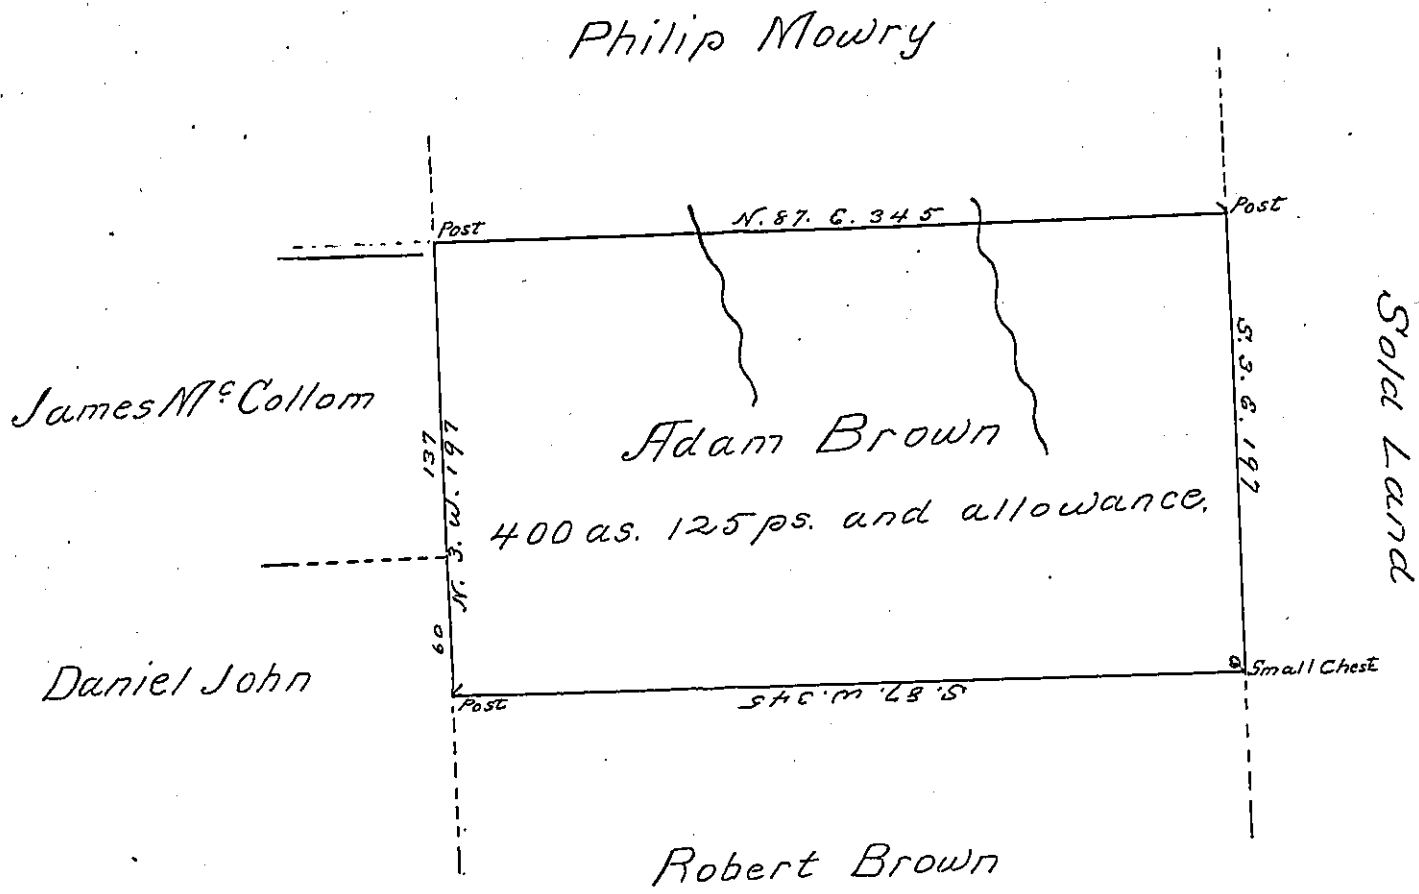 Philip Mowry
Post
N. 87. E. 345
Post
James McCollom
137
N. 3. W. 197
Adam Brown
S. 3. E. 197
Sold Land
400 as. 125 ps. and allowance,
60
Daniel John
Post
S. 87. W. 345
Small Chest
Robert Brown